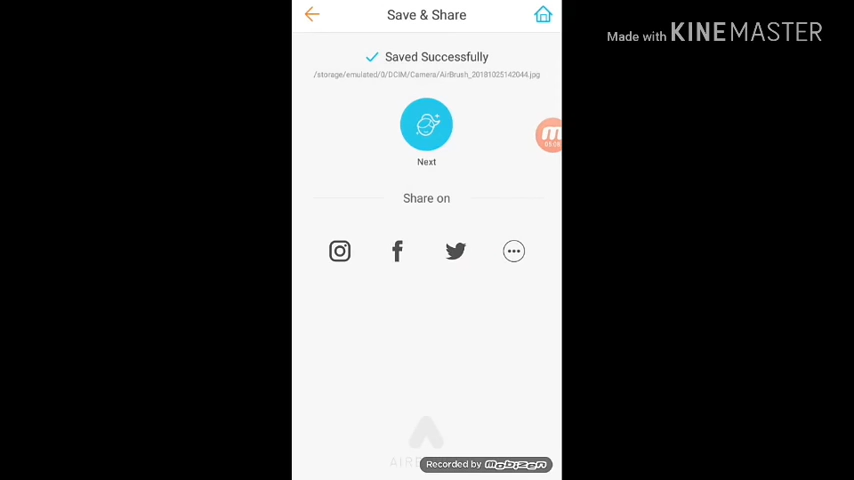 Save & Share
Made with KINEMASTER
Saved Successfully
/storage/emulated/0/DCIM/Camera/AirBrush_20181025142044.jpg
Next
Share on
AIRB
Recorded by mobizen